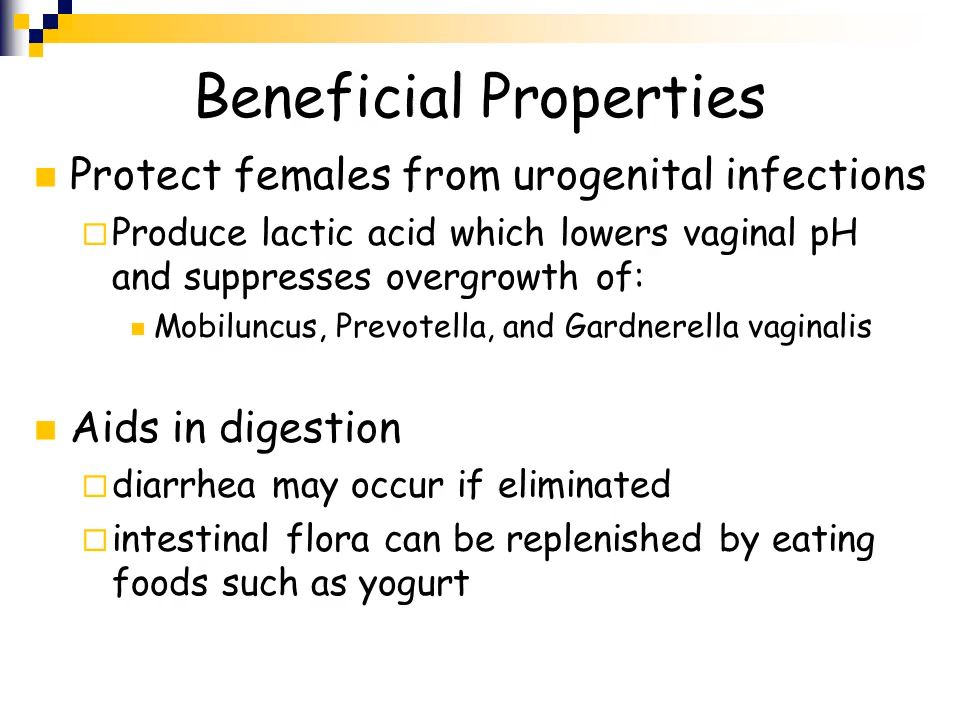 Beneficial Properties
Protect females from urogenital infections
Produce lactic acid which lowers vaginal pH
and suppresses overgrowth of:
Mobiluncus, Prevotella, and Gardnerella vaginalis
Aids in digestion
diarrhea may occur if eliminated
intestinal flora can be replenished by eating
foods such as yogurt